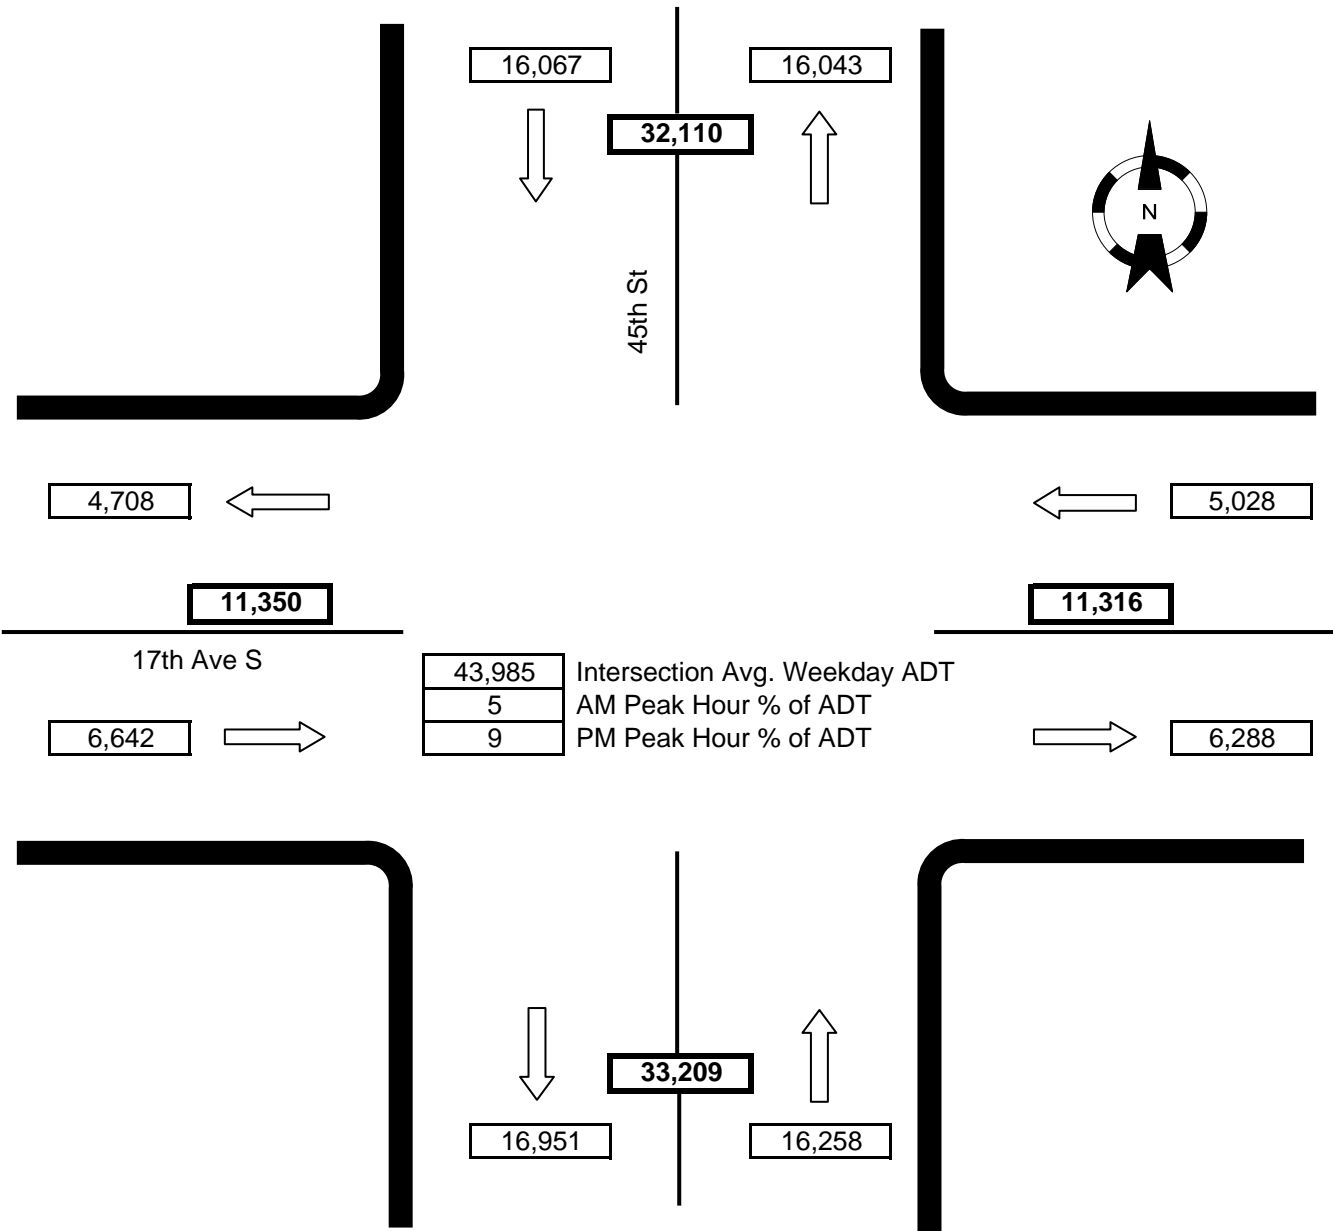 16,067
16,043
32,110
N
45th St
4,708
5,028
11,350
11,316
17th Ave S
43,985 Intersection Avg. Weekday ADT
5 AM Peak Hour % of ADT
9 PM Peak Hour % of ADT
6,642
6,288
33,209
16,951
16,258